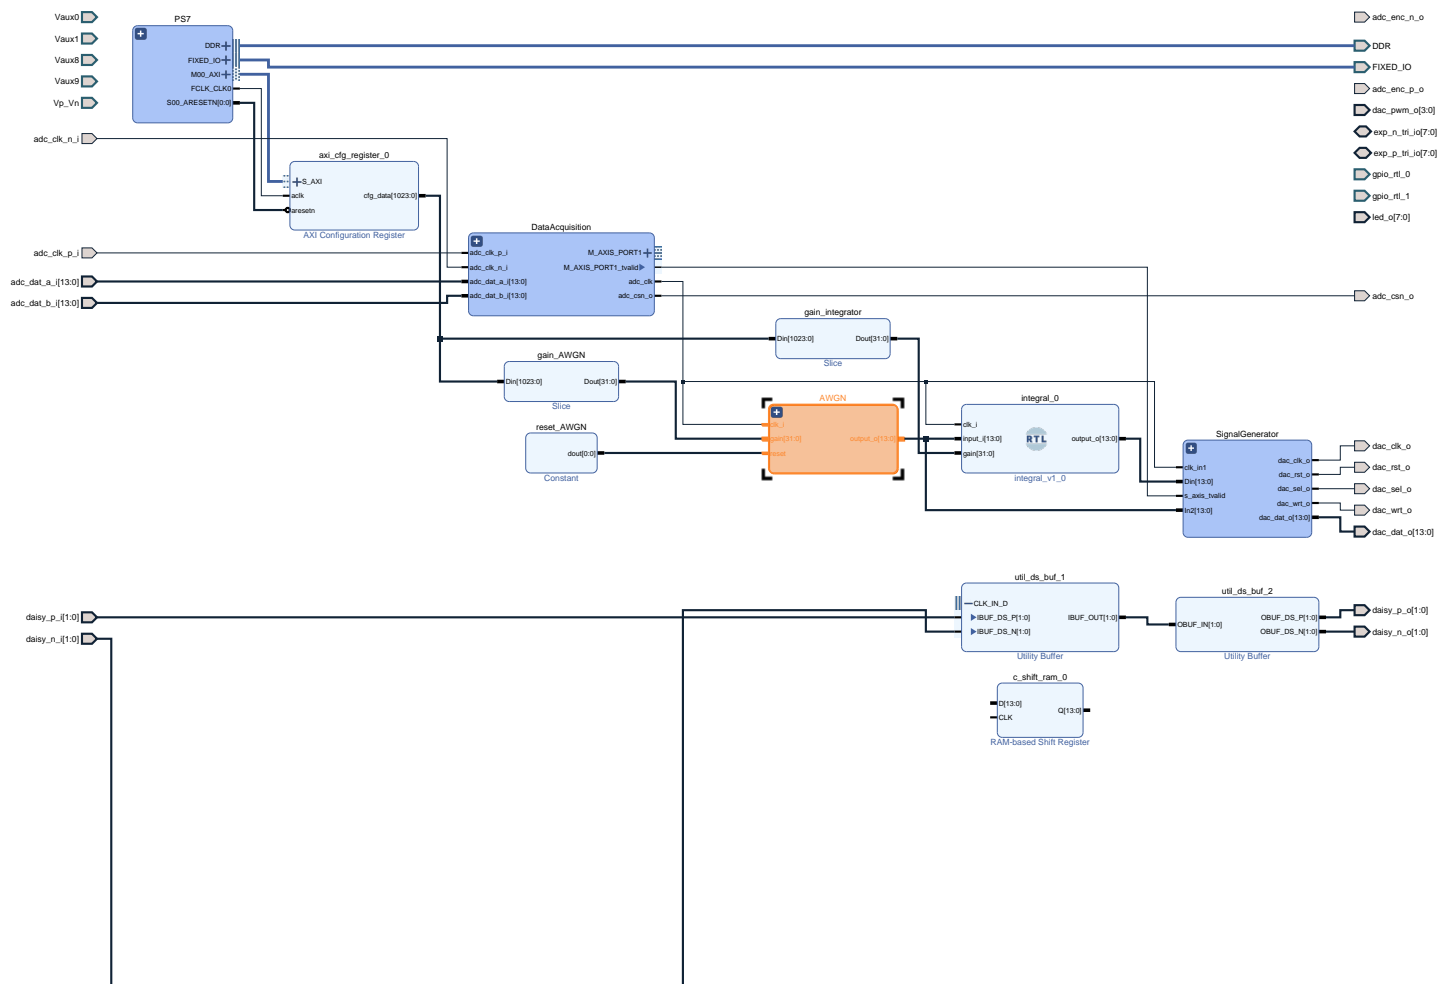 Vaux0
Vaux1
Vaux8
Vaux9
Vp_Vn
adc_clk_n_i
adc_clk_p_i
adc_dat_a_i[13:0]
adc_dat_b_i[13:0]
daisy_p_i[1:0]
daisy_n_i[1:0]
PS7
DDR
FIXED_IO
M00_AXI
FCLK_CLK0
S00_ARESETN[0:0]
axi_cfg_register_0
S_AXI
aclk
aresetn
cfg_data[1023:0]
AXI Configuration Register
DataAcquisition
adc_clk_p_i
adc_clk_n_i
adc_dat_a_i[13:0]
adc_dat_b_i[13:0]
M_AXIS_PORT1
M_AXIS_PORT1_tvalid
adc_clk
adc_csn_o
gain_integrator
Din[1023:0]
Dout[31:0]
Slice
gain_AWGN
Din[1023:0]
Dout[31:0]
Slice
reset_AWGN
dout[0:0]
Constant
AWGN
clk_i
gain[31:0]
reset
output_o[13:0]
integral_0
clk_i
input_i[13:0]
gain[31:0]
RTL
output_o[13:0]
integral_v1_0
SignalGenerator
clk_in1
Din[13:0]
s_axis_tvalid
In2[13:0]
dac_clk_o
dac_rst_o
dac_sel_o
dac_wrt_o
dac_dat_o[13:0]
util_ds_buf_1
CLK_IN_D
IBUF_DS_P[1:0]
IBUF_DS_N[1:0]
IBUF_OUT[1:0]
Utility Buffer
util_ds_buf_2
OBUF_IN[1:0]
OBUF_DS_P[1:0]
OBUF_DS_N[1:0]
Utility Buffer
c_shift_ram_0
D[13:0]
CLK
Q[13:0]
RAM-based Shift Register
adc_enc_n_o
DDR
FIXED_IO
adc_enc_p_o
dac_pwm_o[3:0]
exp_n_tri_io[7:0]
exp_p_tri_io[7:0]
gpio_rtl_0
gpio_rtl_1
led_o[7:0]
adc_csn_o
dac_clk_o
dac_rst_o
dac_sel_o
dac_wrt_o
dac_dat_o[13:0]
daisy_p_o[1:0]
daisy_n_o[1:0]